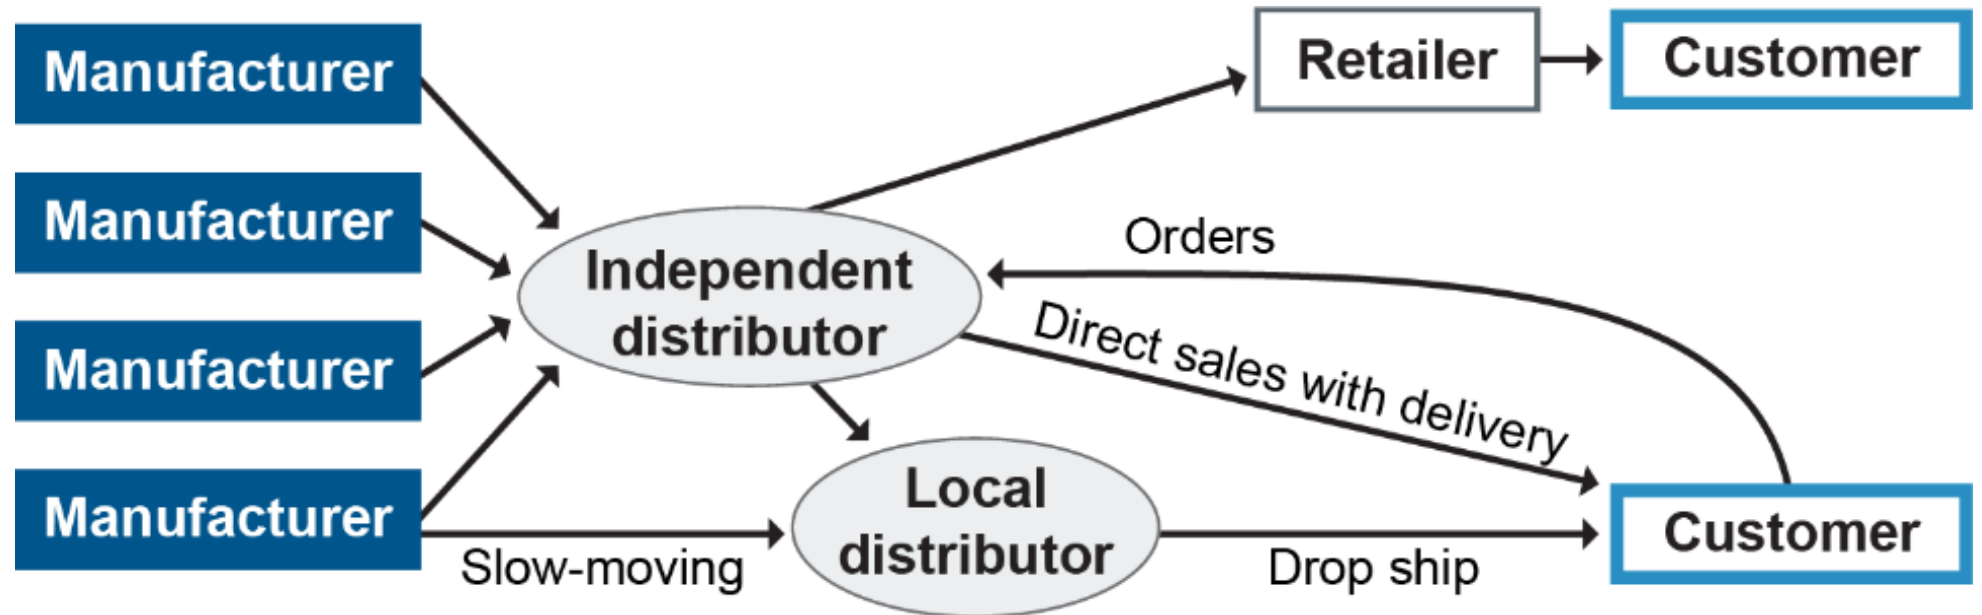 Manufacturer
Retailer
Customer
Manufacturer
Orders
Independent
distributor
Direct sales with delivery
Manufacturer
Manufacturer
Slow-moving
Local
distributor
Drop ship
Customer